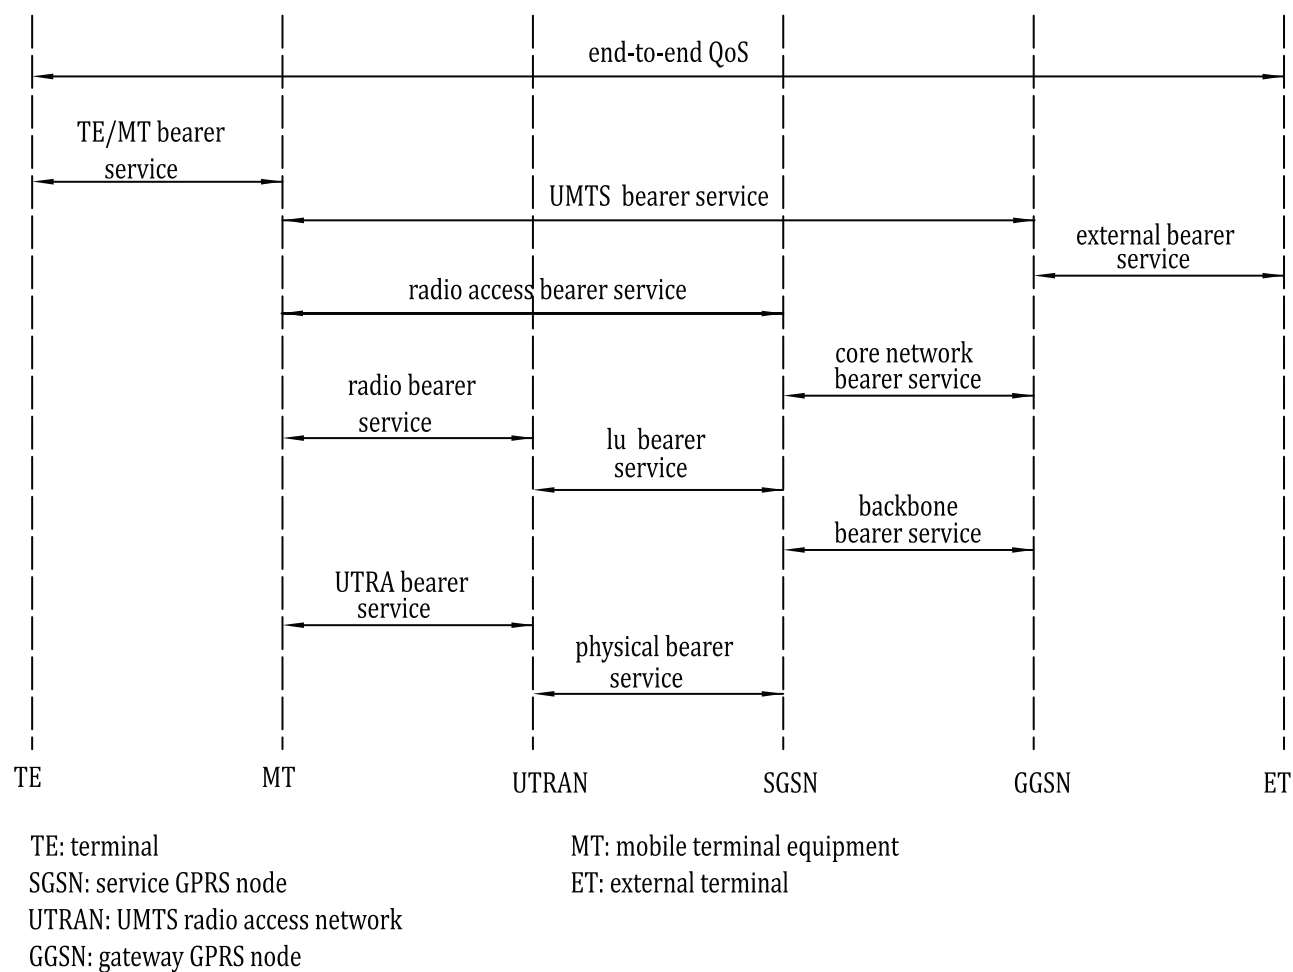 end-to-end QoS
TE/MT bearer
service
UMTS bearer service
external bearer
service
radio access bearer service
core network
bearer service
radio bearer
service
lu bearer
service
backbone
bearer service
UTRA bearer
service
physical bearer
service
TE MT UTRAN SGSN GGSN ET
TE: terminal
MT: mobile terminal equipment
SGSN: service GPRS node
ET: external terminal
UTRAN: UMTS radio access network
GGSN: gateway GPRS node